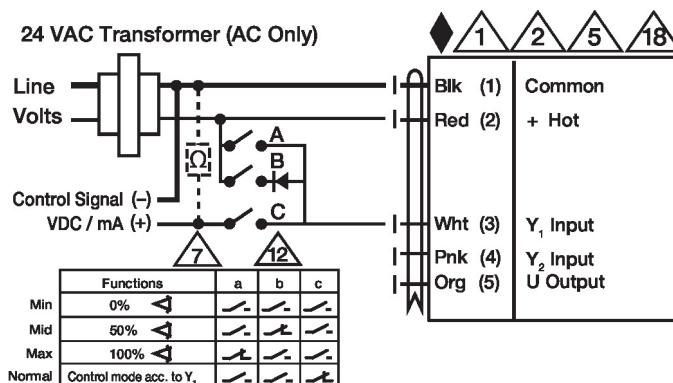 24 VAC Transformer (AC Only)
1 2 5 18
Line
Volts
Blk (1) Common
Red (2) + Hot
A
B
C
Ω
Control Signal (–)
VDC / mA (+)
7 12
Wht (3) Y₁ Input
Pnk (4) Y₂ Input
Org (5) U Output
Functions a b c
Min 0%
Mid 50%
Max 100%
Normal Control mode acc. to Y₁